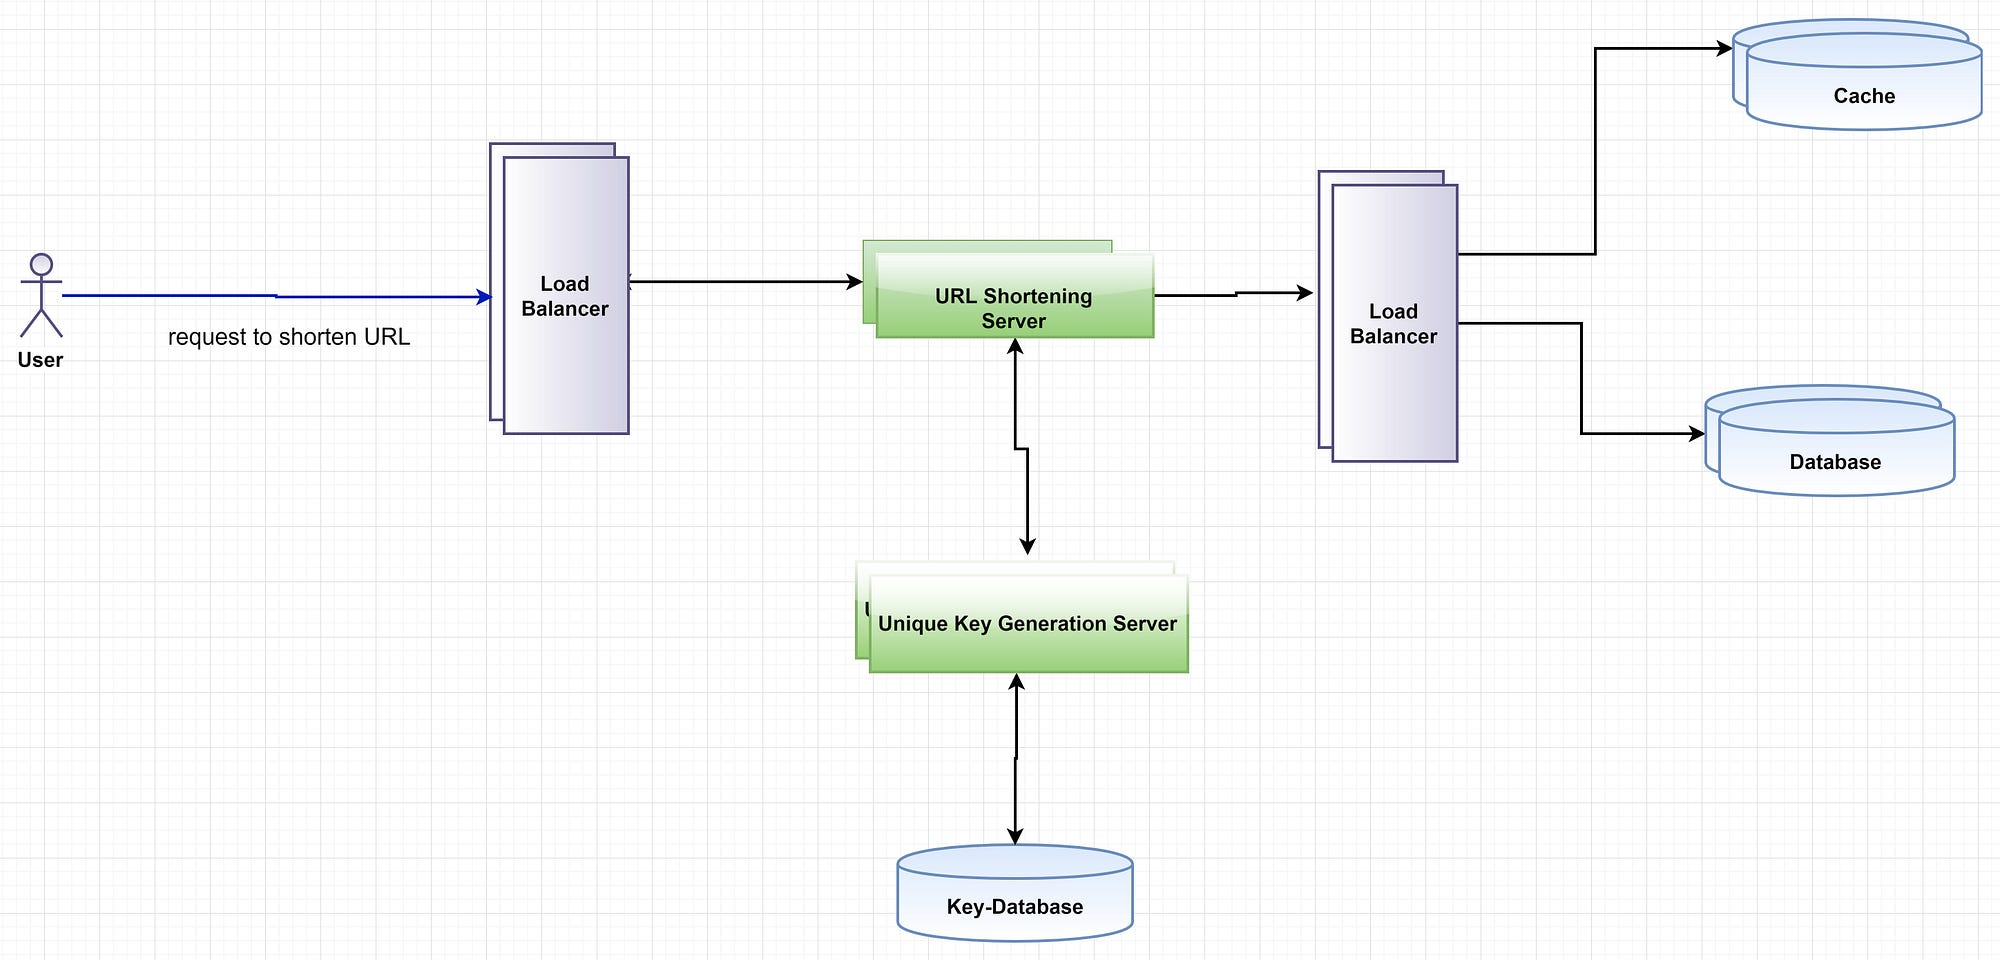 Cache
Load
Balancer
URL Shortening
Server
Load
Balancer
request to shorten URL
User
Database
Unique Key Generation Server
Key-Database